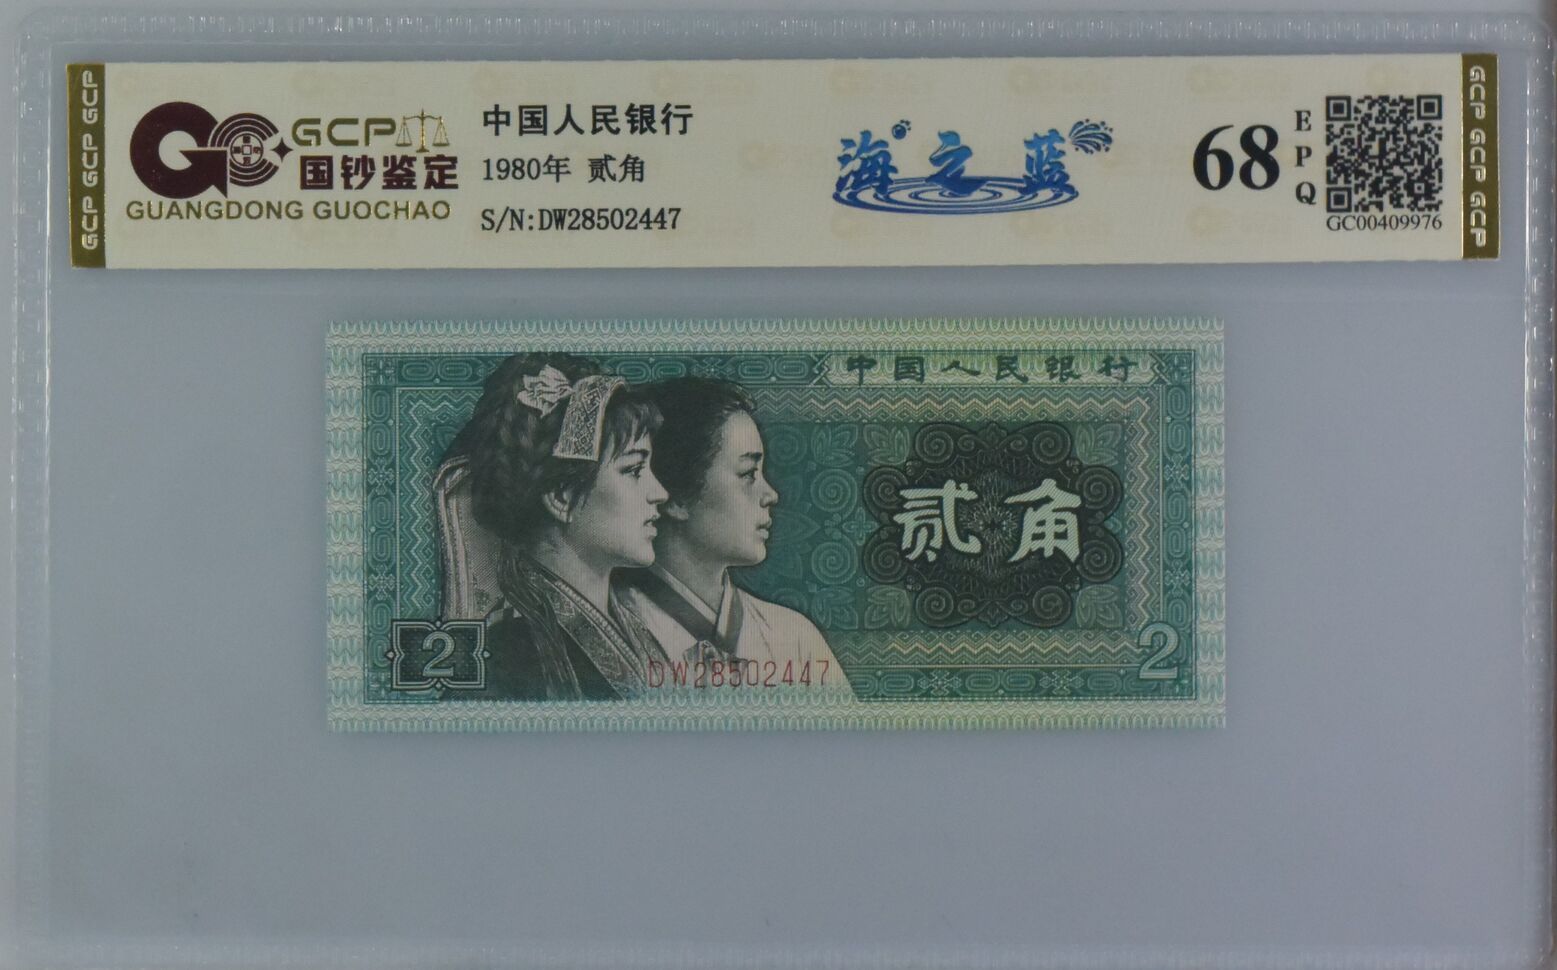 GCP GCP GCP
GCP
国钞鉴定
GUANGDONG GUOCHAO
中国人民银行
1980年 贰角
S/N:DW28502447
海之蓝
68
EPQ
GC00409976
GCP GCP GCP
中国人民银行
贰角
2
DW28502447
2